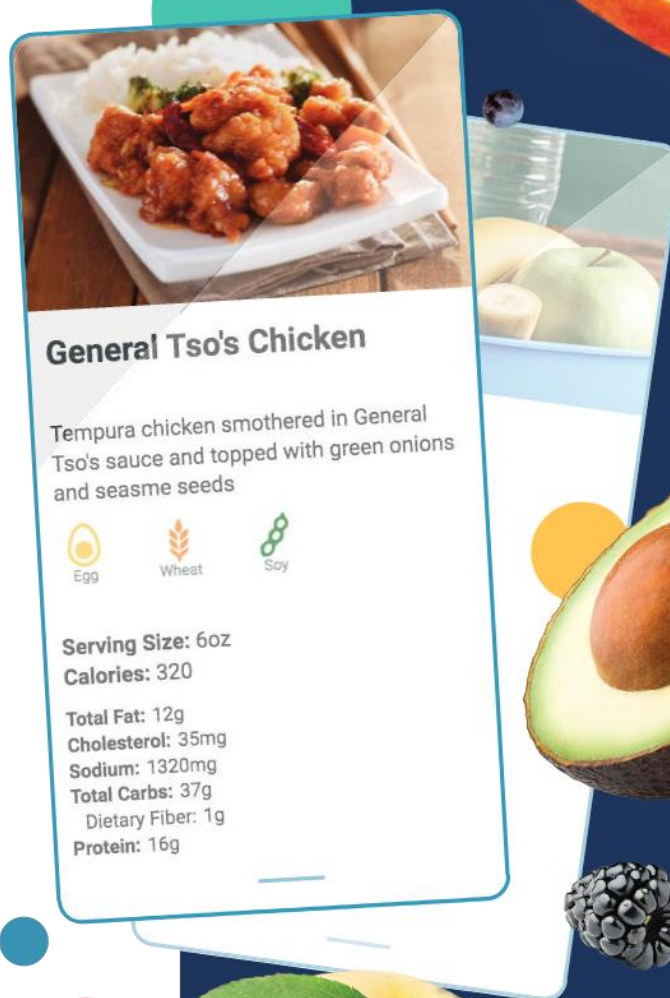 General Tso's Chicken
Tempura chicken smothered in General
Tso's sauce and topped with green onions
and seasme seeds
Egg
Wheat
Soy
Serving Size: 6oz
Calories: 320
Total Fat: 12g
Cholesterol: 35mg
Sodium: 1320mg
Total Carbs: 37g
Dietary Fiber: 1g
Protein: 16g